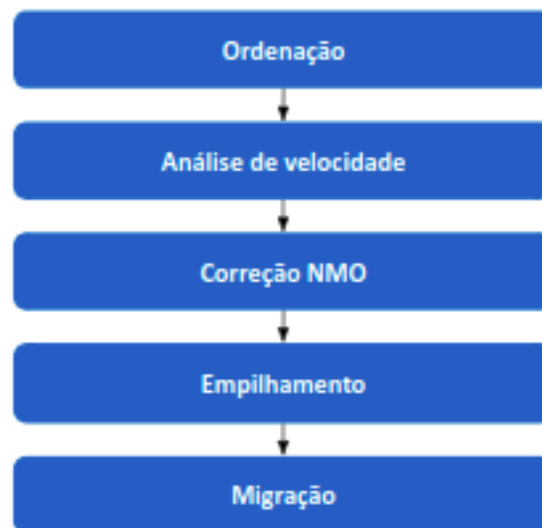 Ordenação
Análise de velocidade
Correção NMO
Empilhamento
Migração